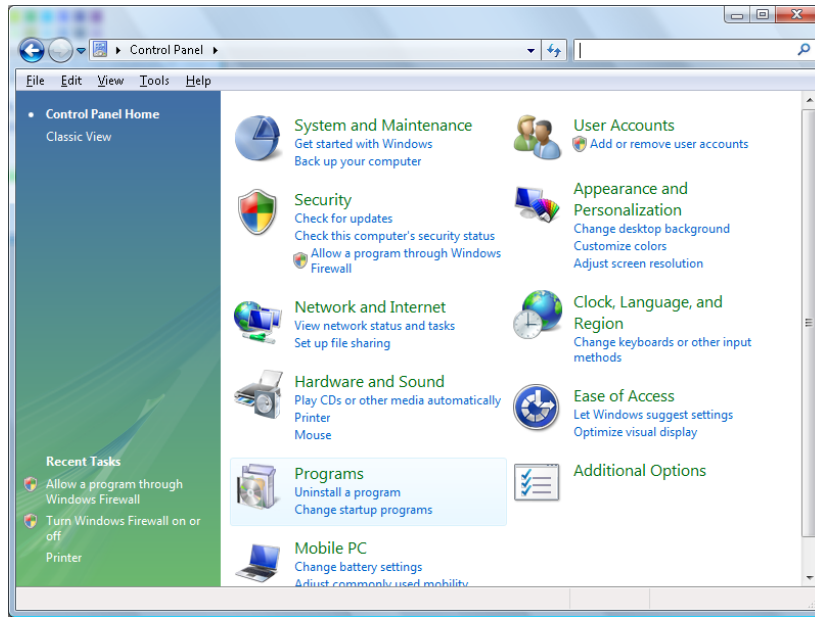 Control Panel
File Edit View Tools Help
Control Panel Home
Classic View
Recent Tasks
Allow a program through
Windows Firewall
Turn Windows Firewall on or
off
Printer
System and Maintenance
Get started with Windows
Back up your computer
Security
Check for updates
Check this computer's security status
Allow a program through Windows
Firewall
Network and Internet
View network status and tasks
Set up file sharing
Hardware and Sound
Play CDs or other media automatically
Printer
Mouse
Programs
Uninstall a program
Change startup programs
Mobile PC
Change battery settings
Adjust commonly used mobility
User Accounts
Add or remove user accounts
Appearance and
Personalization
Change desktop background
Customize colors
Adjust screen resolution
Clock, Language, and
Region
Change keyboards or other input
methods
Ease of Access
Let Windows suggest settings
Optimize visual display
Additional Options